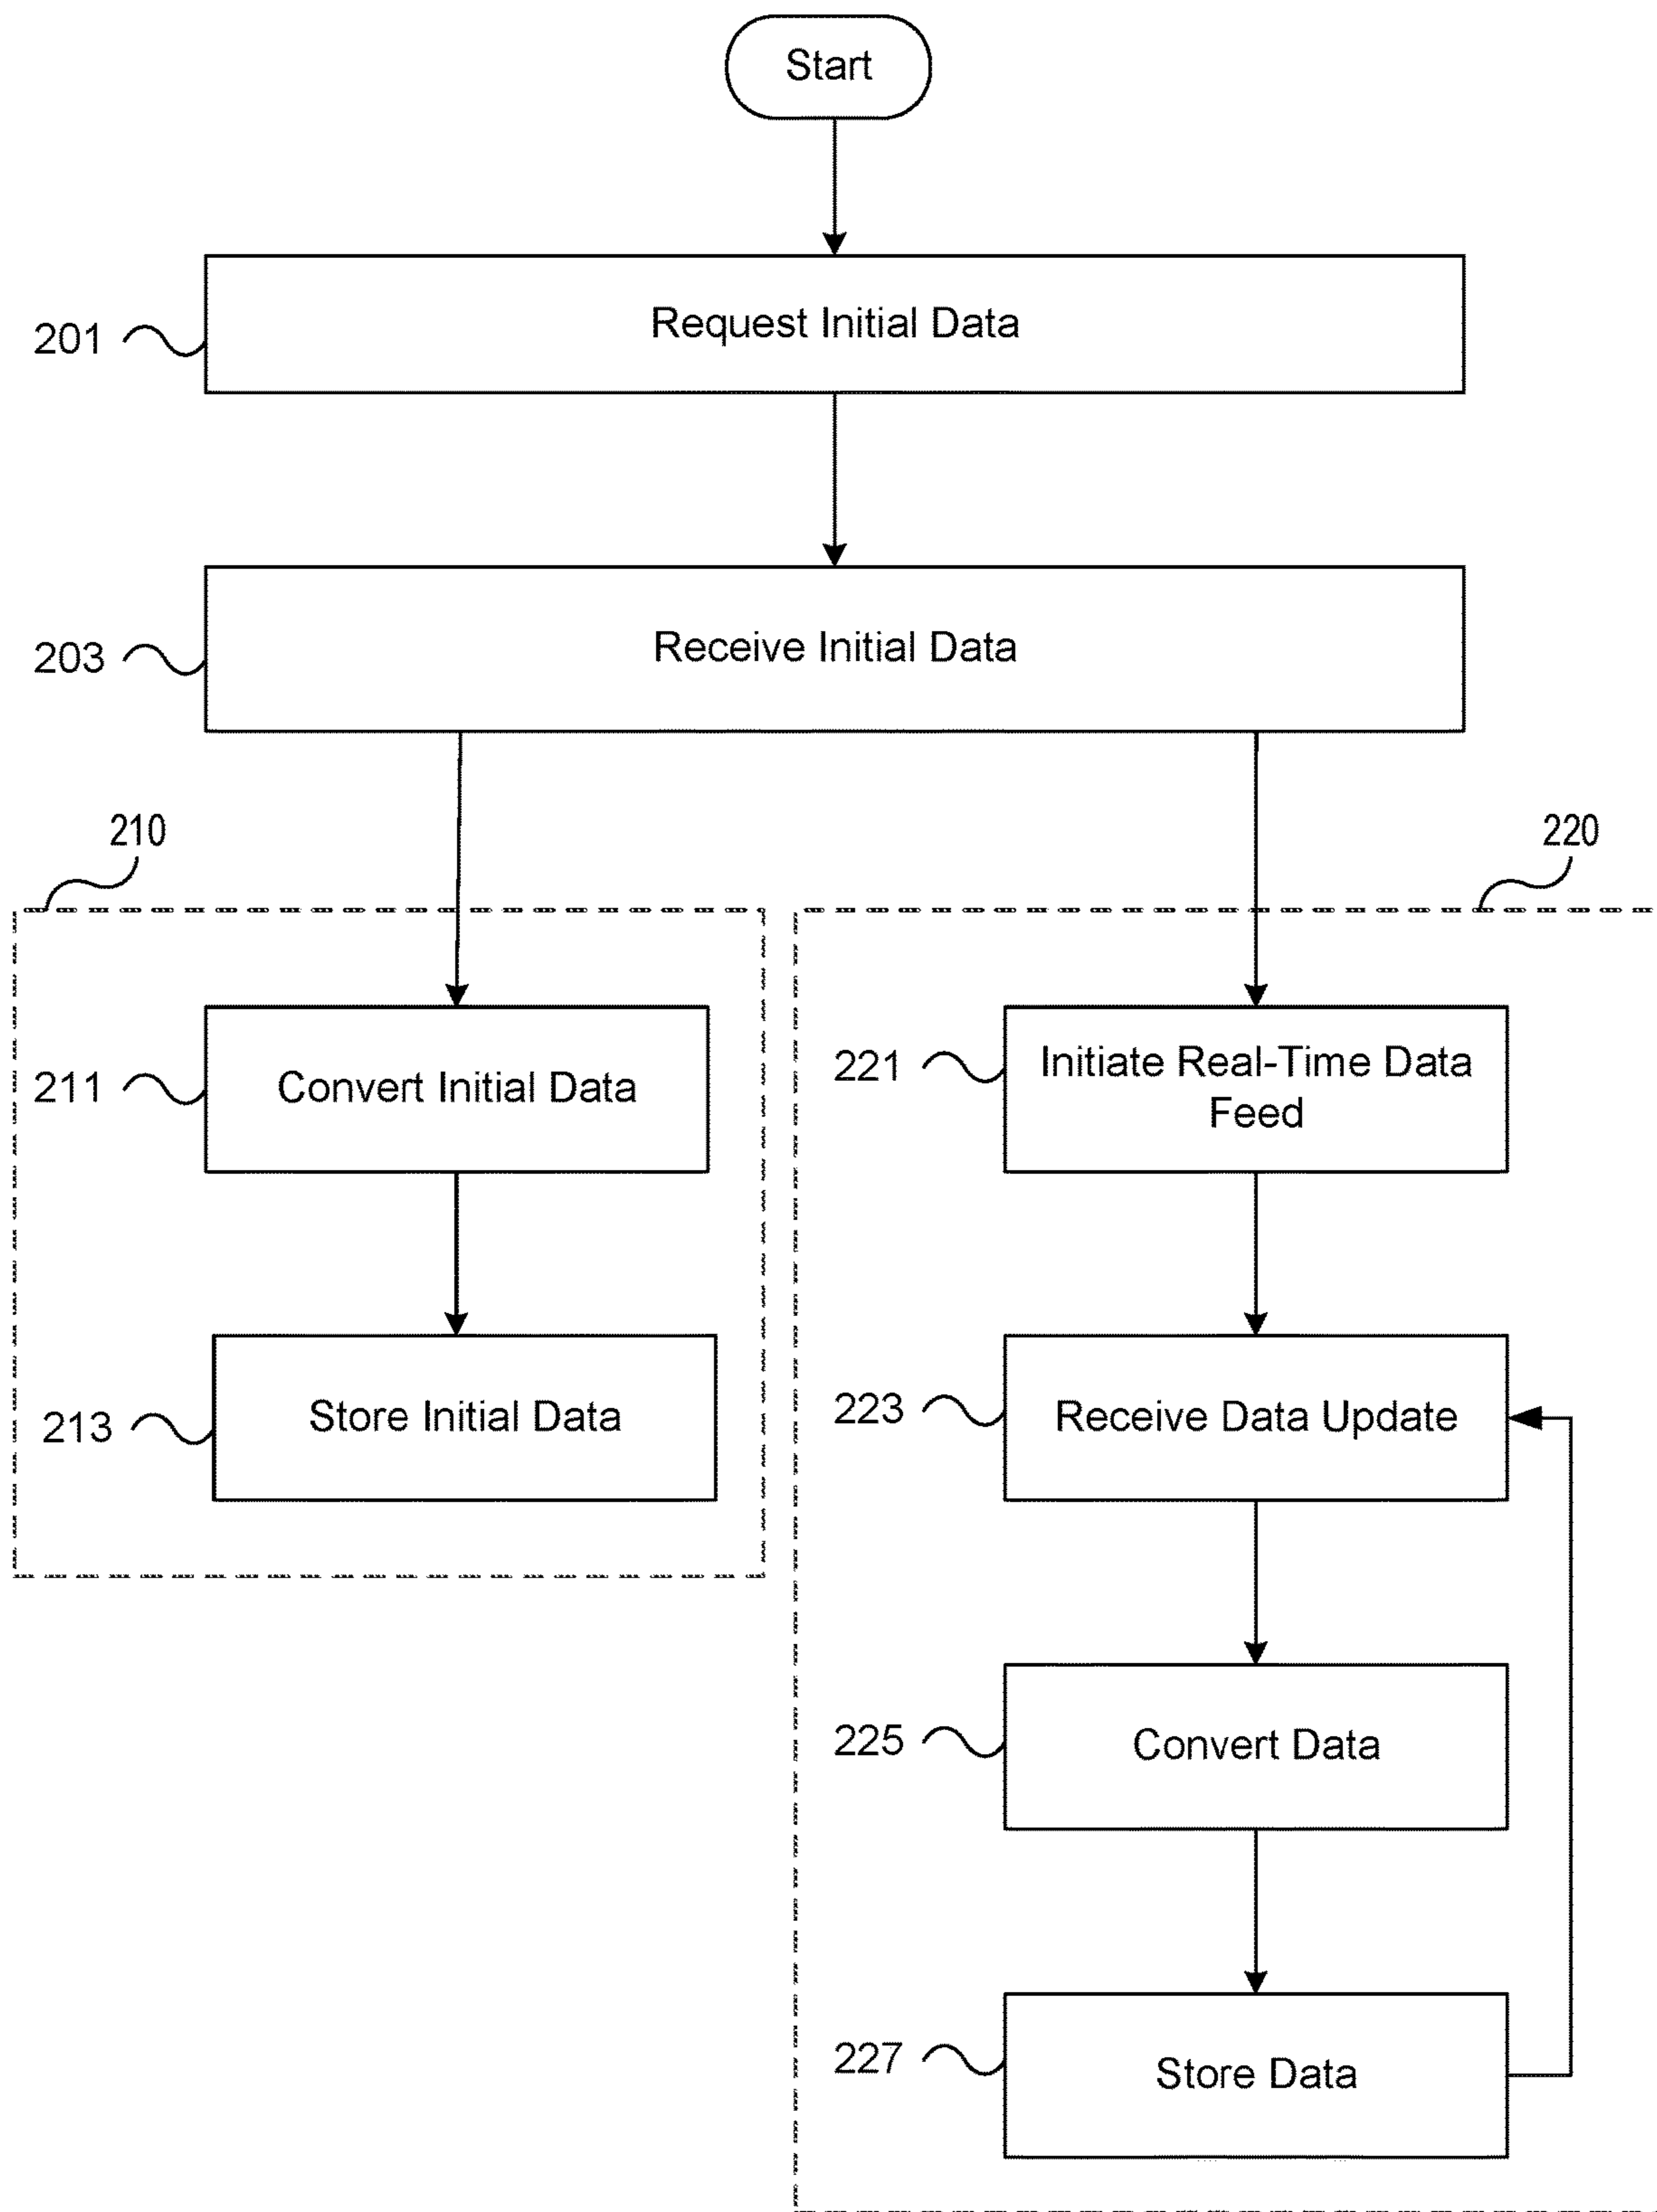 Start
201
Request Initial Data
203
Receive Initial Data
210
220
211
Convert Initial Data
221
Initiate Real-Time Data
Feed
213
Store Initial Data
223
Receive Data Update
225
Convert Data
227
Store Data